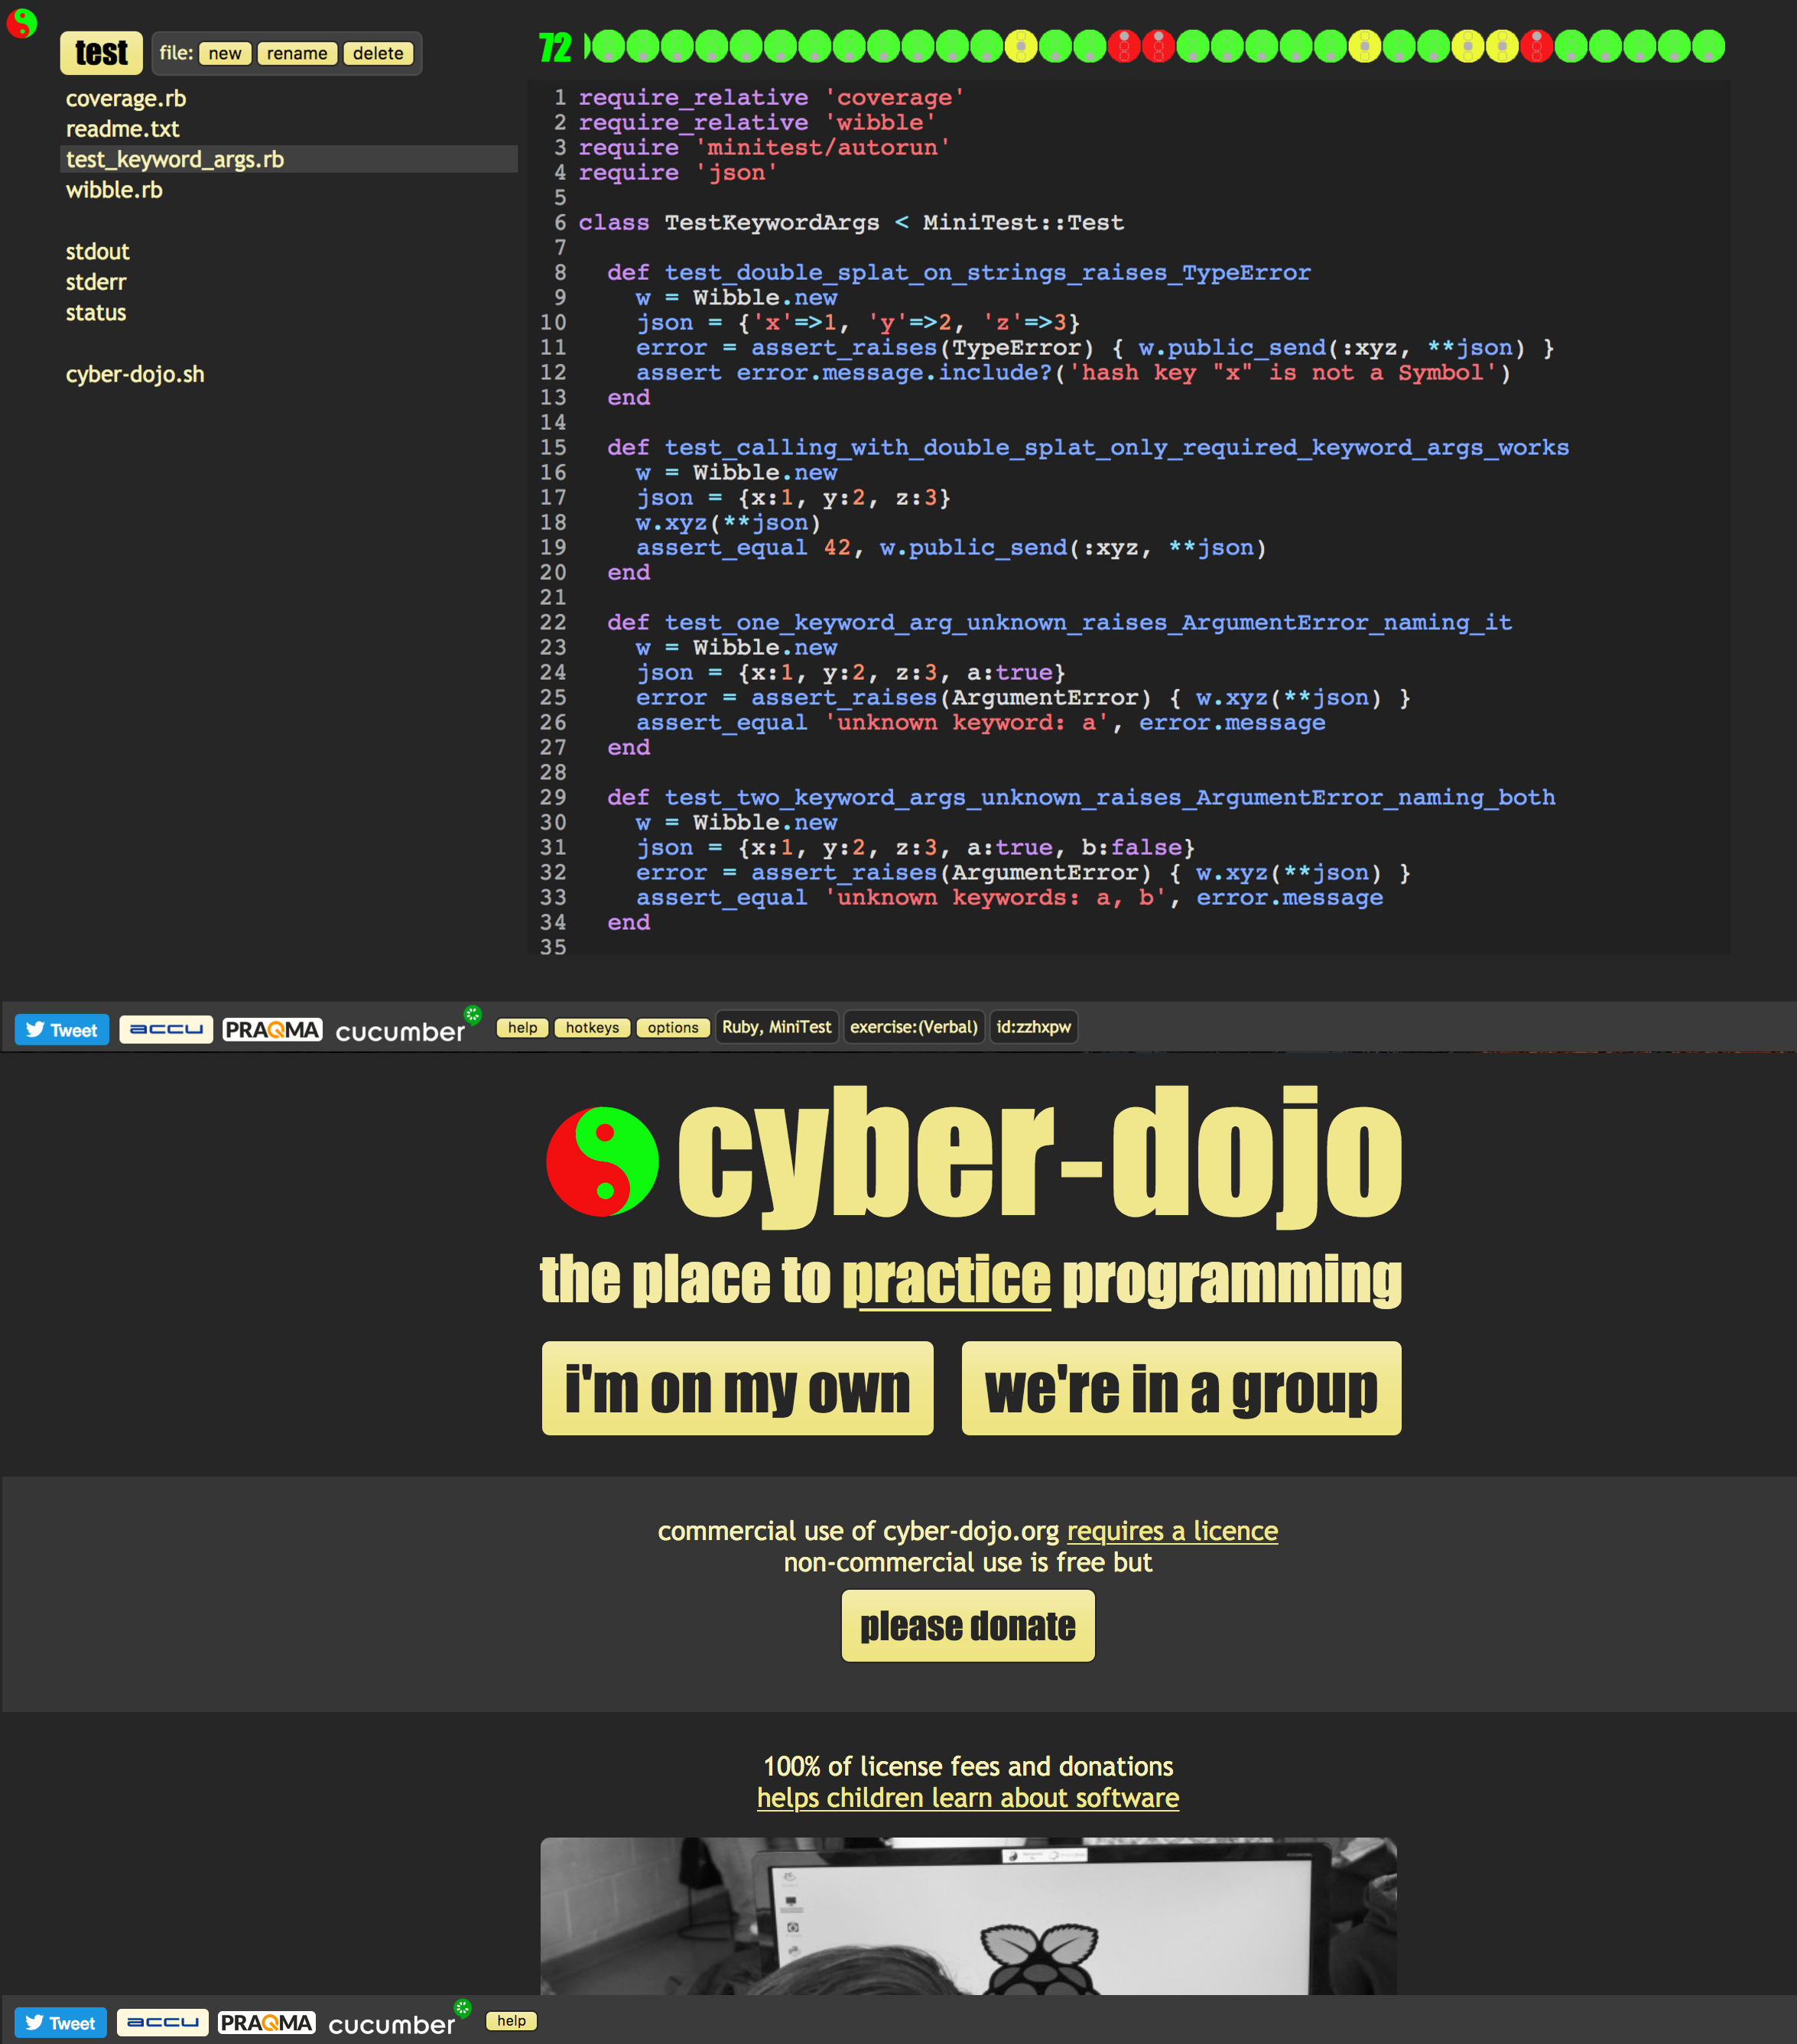 test file: new rename delete
coverage.rb
readme.txt
test_keyword_args.rb
wibble.rb
stdout
stderr
status
cyber-dojo.sh
72
1 require_relative 'coverage'
2 require_relative 'wibble'
3 require 'minitest/autorun'
4 require 'json'
5
6 class TestKeywordArgs < MiniTest::Test
7
8 def test_double_splat_on_strings_raises_TypeError
9 w = Wibble.new
10 json = {'x'=>1, 'y'=>2, 'z'=>3}
11 error = assert_raises(TypeError) { w.public_send(:xyz, **json) }
12 assert error.message.include?('hash key "x" is not a Symbol')
13 end
14
15 def test_calling_with_double_splat_only_required_keyword_args_works
16 w = Wibble.new
17 json = {x:1, y:2, z:3}
18 w.xyz(**json)
19 assert_equal 42, w.public_send(:xyz, **json)
20 end
21
22 def test_one_keyword_arg_unknown_raises_ArgumentError_naming_it
23 w = Wibble.new
24 json = {x:1, y:2, z:3, a:true}
25 error = assert_raises(ArgumentError) { w.xyz(**json) }
26 assert_equal 'unknown keyword: a', error.message
27 end
28
29 def test_two_keyword_args_unknown_raises_ArgumentError_naming_both
30 w = Wibble.new
31 json = {x:1, y:2, z:3, a:true, b:false}
32 error = assert_raises(ArgumentError) { w.xyz(**json) }
33 assert_equal 'unknown keywords: a, b', error.message
34 end
35
Tweet accu PRAQMA cucumber help hotkeys options Ruby, MiniTest exercise:(Verbal) id:zzhxpw
cyber-dojo
the place to practice programming
i'm on my own we're in a group
commercial use of cyber-dojo.org requires a licence
non-commercial use is free but
please donate
100% of license fees and donations
helps children learn about software
Tweet accu PRAQMA cucumber help